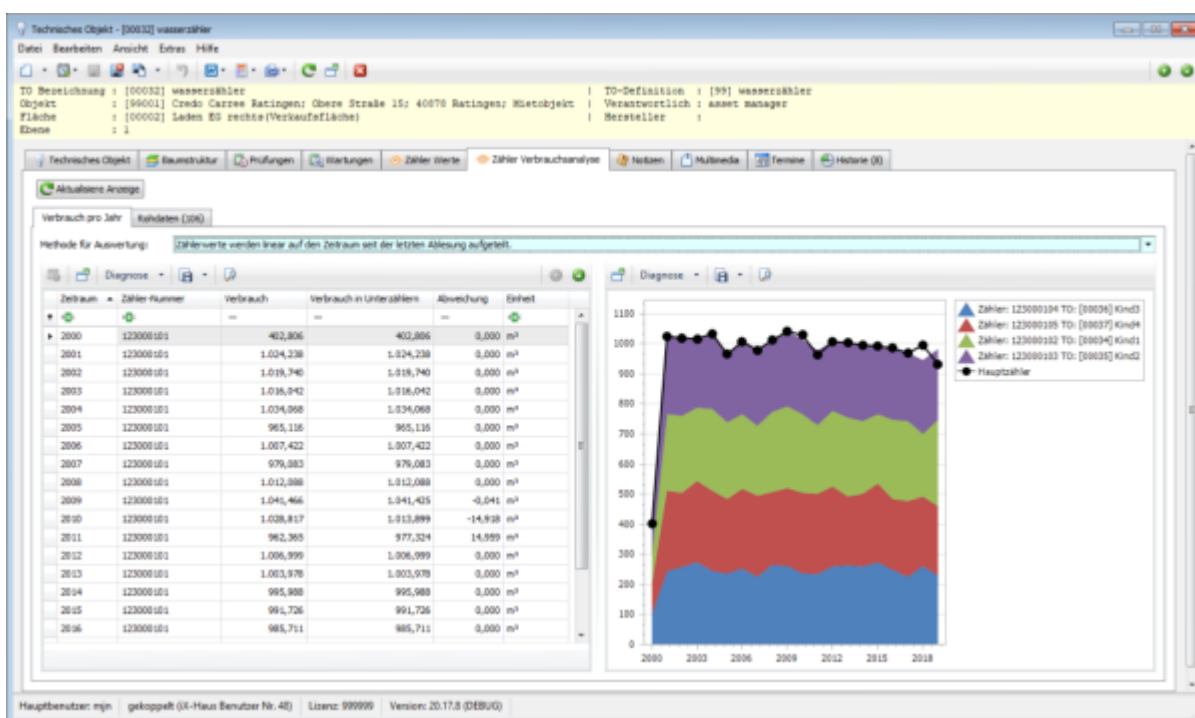 Technisches Objekt - [00032] wasserzähler
Datei Bearbeiten Ansicht Extras Hilfe
TO Bezeichnung : [00032] wasserzähler | TO-Definition : [99] wasserzähler
Objekt : [99001] Credo Carree Ratingen; Obere Straße 15; 40878 Ratingen; Mietobjekt | Verantwortlich : asset manager
Fläche : [00002] Laden EG rechts(Verkaufsfläche) | Hersteller :
Ebene : 1
Technisches Objekt Baumstruktur Prüfungen Wartungen Zähler Werte Zähler Verbrauchsanalyse Notizen Multimedia Termine Historie (8)
Aktualisiere Anzeige
Verbrauch pro Jahr Rohdaten (106)
Methode für Auswertung: Zählerwerte werden linear auf den Zeitraum seit der letzten Ablesung aufgeteilt.
Diagnose
Zeitraum Zähler-Nummer Verbrauch Verbrauch in Unterzählern Abweichung Einheit
2000 123000101 402,806 402,806 0,000 m³
2001 123000101 1.024,238 1.024,238 0,000 m³
2002 123000101 1.019,740 1.019,740 0,000 m³
2003 123000101 1.016,042 1.016,042 0,000 m³
2004 123000101 1.034,068 1.034,068 0,000 m³
2005 123000101 965,116 965,116 0,000 m³
2006 123000101 1.007,422 1.007,422 0,000 m³
2007 123000101 979,083 979,083 0,000 m³
2008 123000101 1.012,088 1.012,088 0,000 m³
2009 123000101 1.041,466 1.041,425 -0,041 m³
2010 123000101 1.028,817 1.013,899 -14,918 m³
2011 123000101 962,365 977,324 14,959 m³
2012 123000101 1.006,999 1.006,999 0,000 m³
2013 123000101 1.003,978 1.003,978 0,000 m³
2014 123000101 995,988 995,988 0,000 m³
2015 123000101 991,726 991,726 0,000 m³
2016 123000101 985,711 985,711 0,000 m³
Diagnose
1100
1000
900
800
700
600
500
400
300
200
100
0
2000 2003 2006 2009 2012 2015 2018
Zähler: 123000104 TO: [00036] Kind3
Zähler: 123000105 TO: [00037] Kind4
Zähler: 123000102 TO: [00034] Kind1
Zähler: 123000103 TO: [00035] Kind2
Hauptzähler
Hauptbenutzer: mjn gekoppelt (iX-Haus Benutzer Nr. 48) Lizenz: 999999 Version: 20.17.8 (DEBUG)